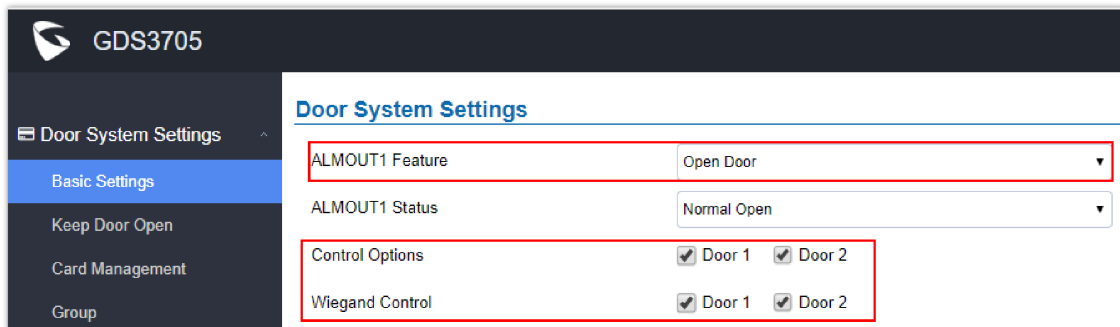 GDS3705
Door System Settings
Basic Settings
Keep Door Open
Card Management
Group
Door System Settings
ALMOUT1 Feature Open Door
ALMOUT1 Status Normal Open
Control Options Door 1 Door 2
Wiegand Control Door 1 Door 2